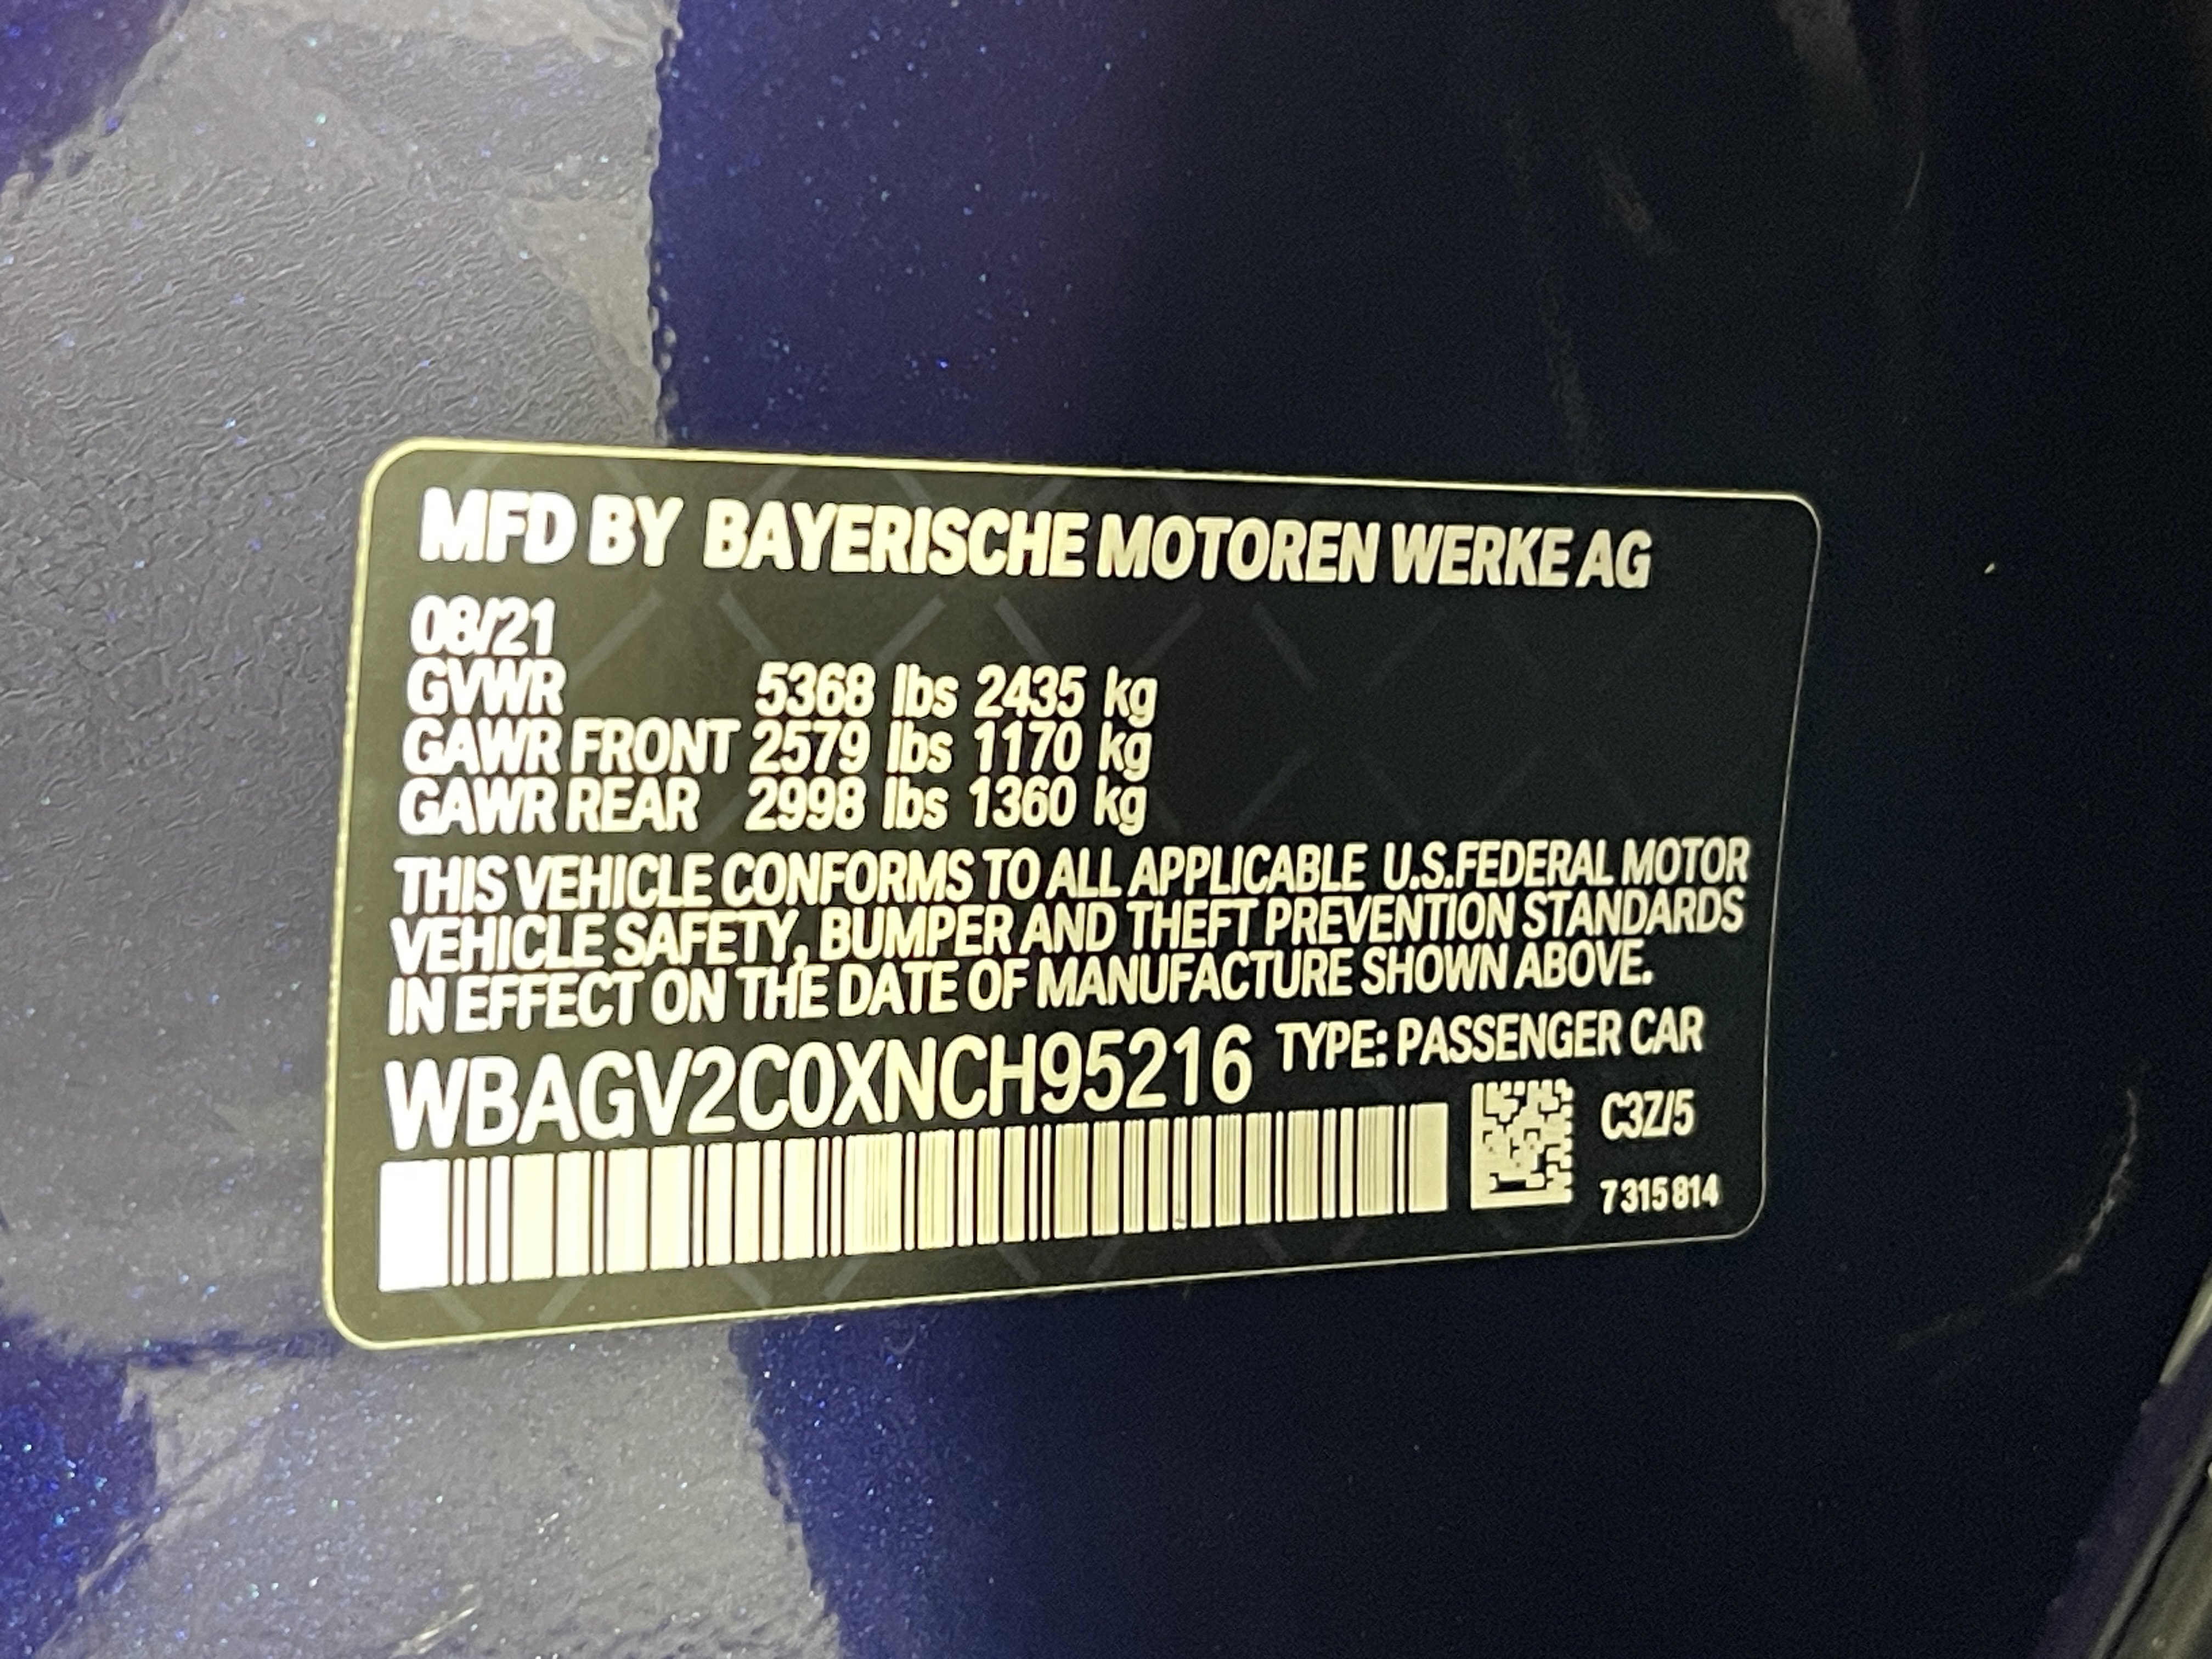 MFD BY BAYERISCHE MOTOREN WERKE AG
08/21
GVWR 5368 lbs 2435 kg
GAWR FRONT 2579 lbs 1170 kg
GAWR REAR 2998 lbs 1360 kg
THIS VEHICLE CONFORMS TO ALL APPLICABLE U.S.FEDERAL MOTOR
VEHICLE SAFETY, BUMPER AND THEFT PREVENTION STANDARDS
IN EFFECT ON THE DATE OF MANUFACTURE SHOWN ABOVE.
WBAGV2C0XNCH95216 TYPE: PASSENGER CAR
C3Z/5
7315814